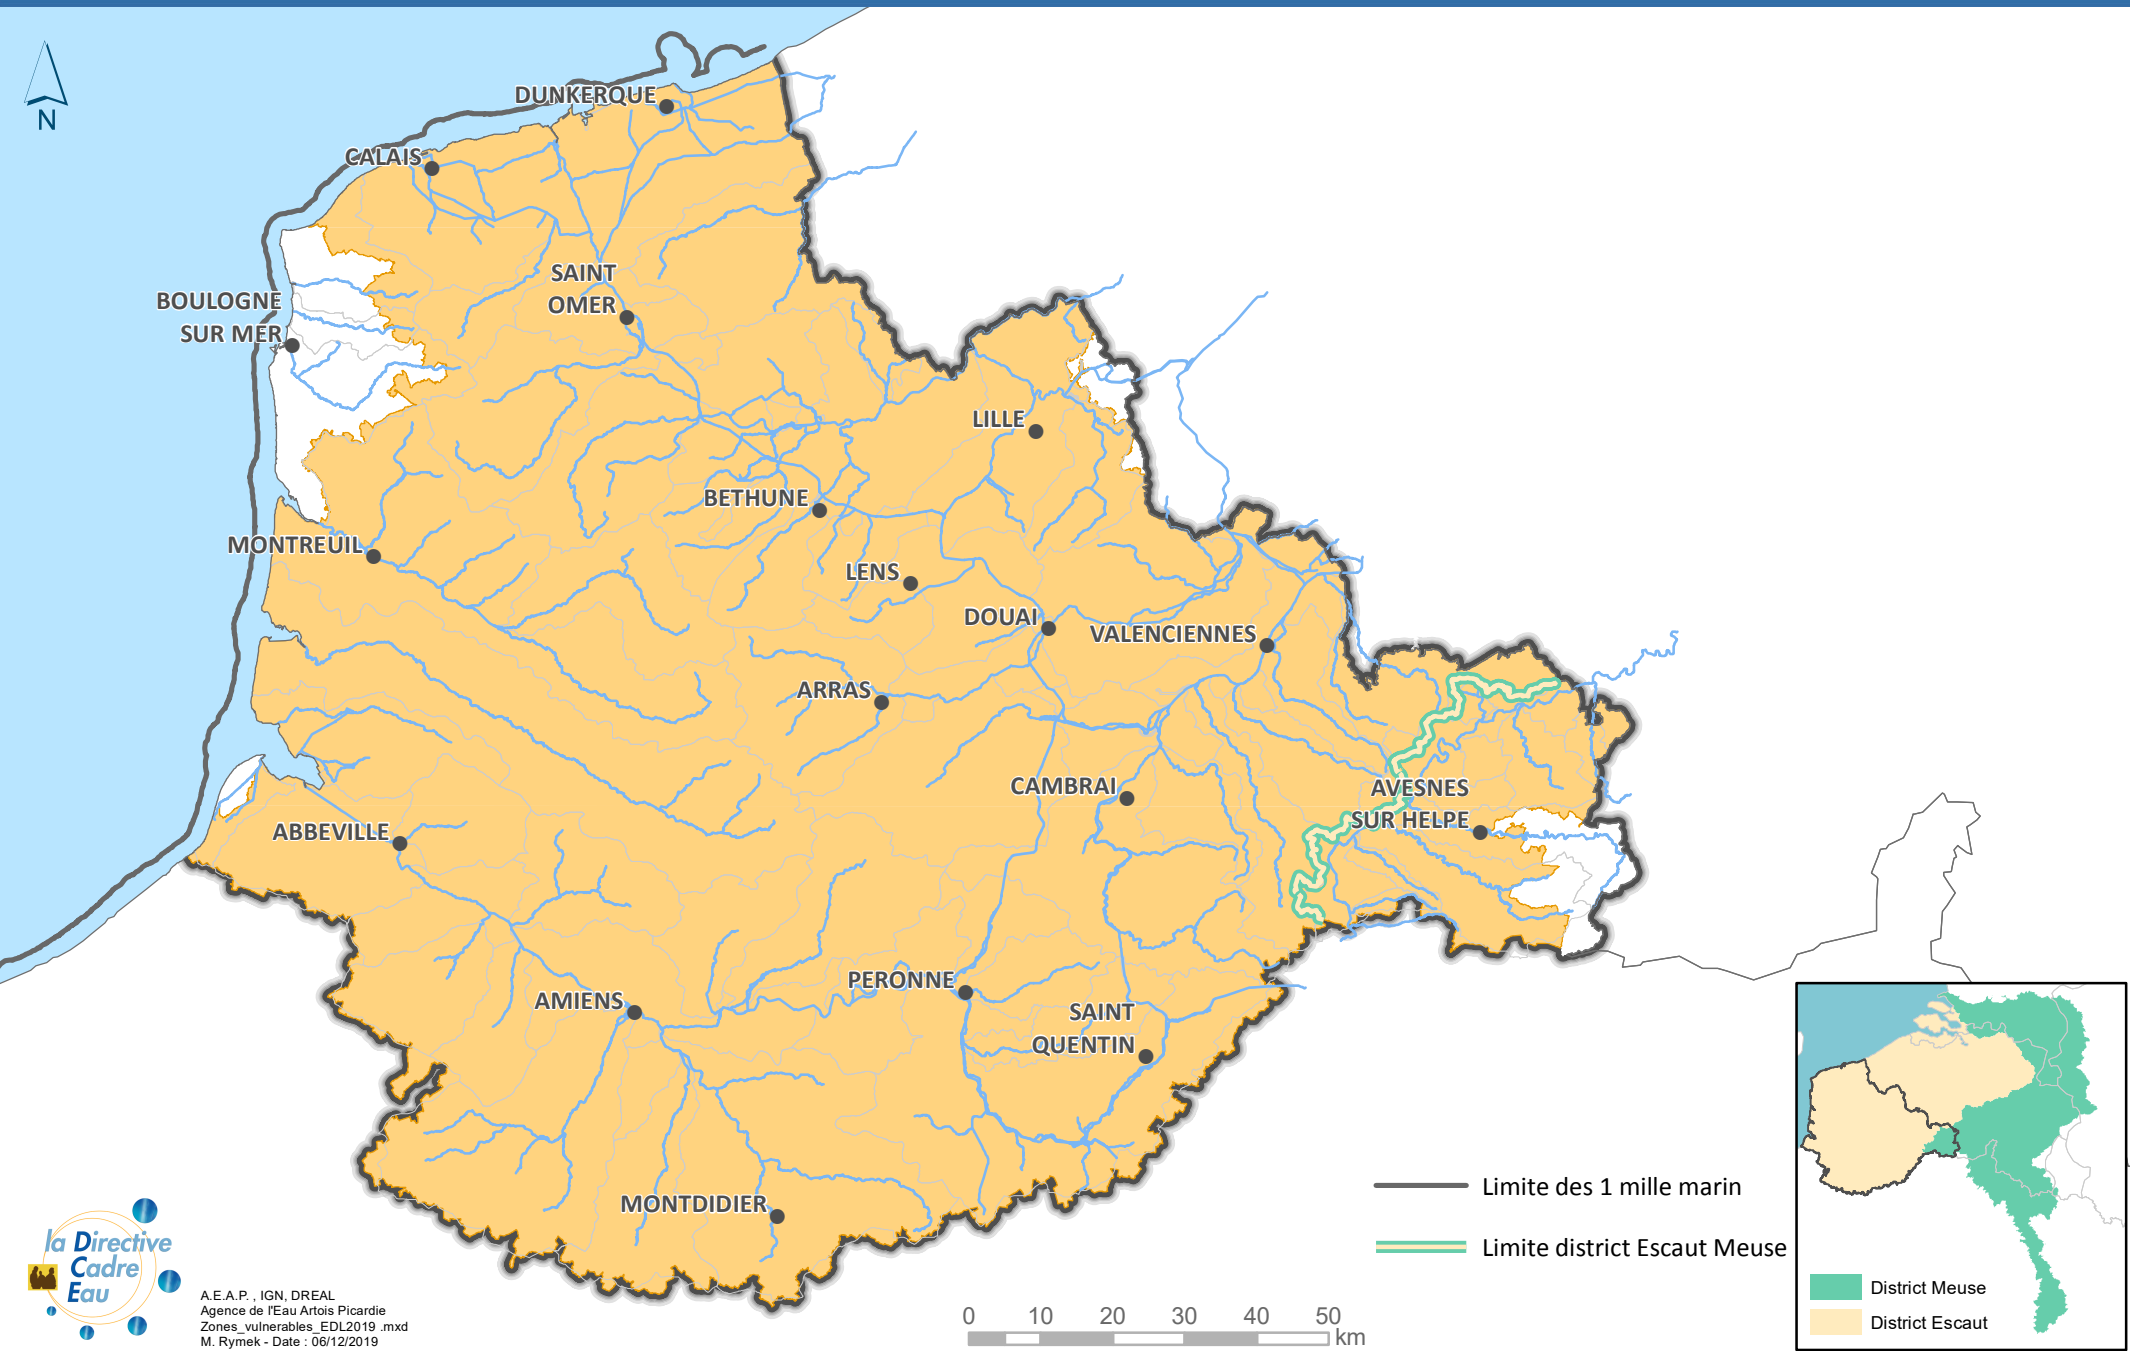 N
DUNKERQUE
CALAIS
SAINT
OMER
BOULOGNE
SUR MER
LILLE
BETHUNE
MONTREUIL
LENS
DOUAI
VALENCIENNES
ARRAS
CAMBRAI
AVESNES
SUR HELPE
ABBEVILLE
PERONNE
AMIENS
SAINT
QUENTIN
MONTDIDIER
Limite des 1 mille marin
Limite district Escaut Meuse
District Meuse
District Escaut
0 10 20 30 40 50
km
la Directive
Cadre
Eau
A.E.A.P. , IGN, DREAL
Agence de l'Eau Artois Picardie
Zones_vulnerables_EDL2019 .mxd
M. Rymek - Date : 06/12/2019